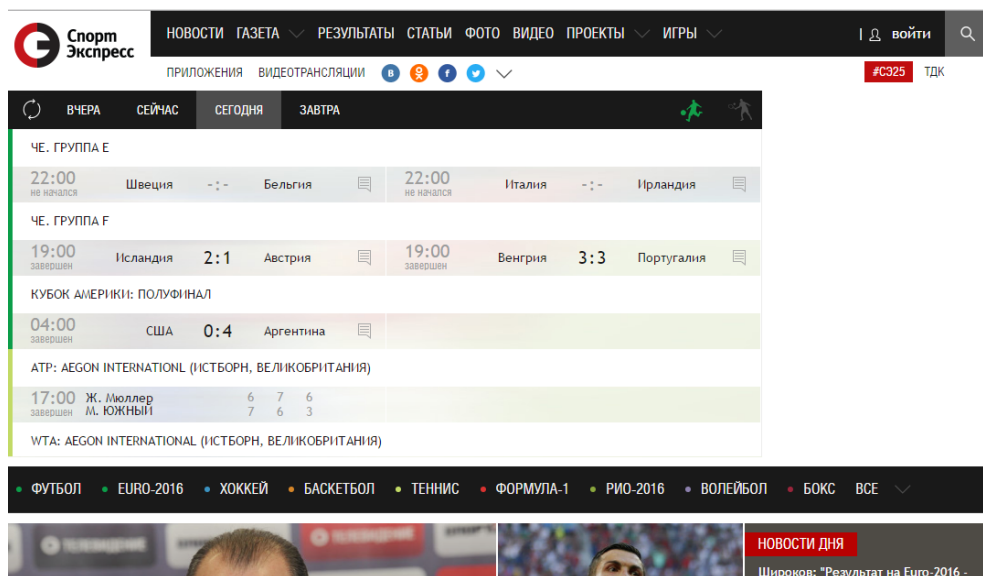 Спорт
Экспресс
НОВОСТИ ГАЗЕТА РЕЗУЛЬТАТЫ СТАТЬИ ФОТО ВИДЕО ПРОЕКТЫ ИГРЫ
| ВОЙТИ
ПРИЛОЖЕНИЯ ВИДЕОТРАНСЛЯЦИИ
#СЭ25 ТДК
ВЧЕРА СЕЙЧАС СЕГОДНЯ ЗАВТРА
ЧЕ. ГРУППА E
22:00 Швеция -:- Бельгия 22:00 Италия -:- Ирландия
не начался не начался
ЧЕ. ГРУППА F
19:00 Исландия 2:1 Австрия 19:00 Венгрия 3:3 Португалия
завершен завершен
КУБОК АМЕРИКИ: ПОЛУФИНАЛ
04:00 США 0:4 Аргентина
завершен
ATP: AEGON INTERNATIONL (ИСТБОРН, ВЕЛИКОБРИТАНИЯ)
17:00 Ж. Мюллер 6 7 6
завершен М. ЮЖНЫЙ 7 6 3
WTA: AEGON INTERNATIONAL (ИСТБОРН, ВЕЛИКОБРИТАНИЯ)
ФУТБОЛ EURO-2016 ХОККЕЙ БАСКЕТБОЛ ТЕННИС ФОРМУЛА-1 РИО-2016 ВОЛЕЙБОЛ БОКС ВСЕ
НОВОСТИ ДНЯ
Широков: "Результат на Euro-2016 -